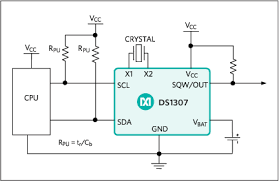 VCC
VCC
VCC
RPU
RPU
CRYSTAL
X1 X2
VCC
CPU
SCL
SQW/OUT
DS1307
SDA
VBAT
GND
RPU = tr/Cb